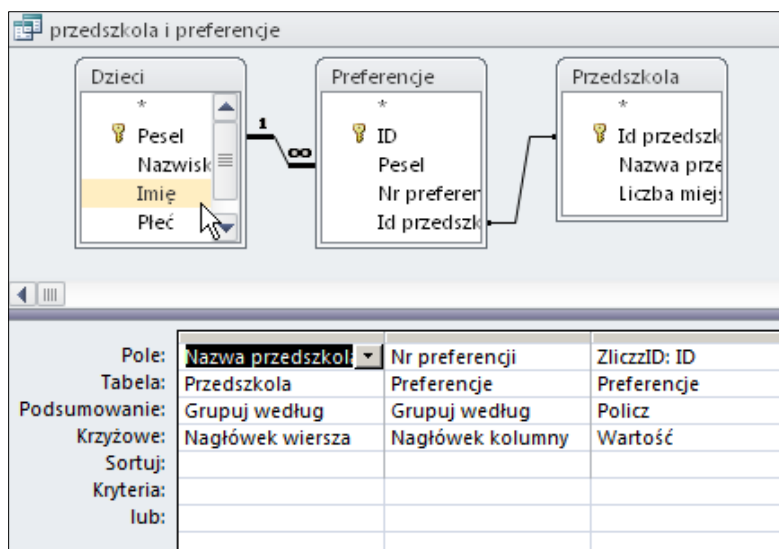 przedszkola i preferencje
Dzieci
*
Pesel
Nazwisk
Imię
Płeć
1
∞
Preferencje
*
ID
Pesel
Nr preferen
Id przedszk
Przedszkola
*
Id przedszk
Nazwa prze
Liczba miej
Pole: Nazwa przedszkol Nr preferencji ZliczzID: ID
Tabela: Przedszkola Preferencje Preferencje
Podsumowanie: Grupuj według Grupuj według Policz
Krzyżowe: Nagłówek wiersza Nagłówek kolumny Wartość
Sortuj:
Kryteria:
lub: